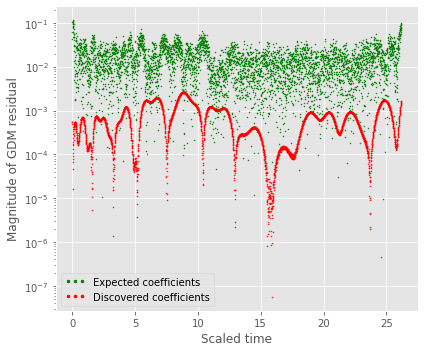 10⁻¹
10⁻²
10⁻³
10⁻⁴
10⁻⁵
10⁻⁶
10⁻⁷
Magnitude of GDM residual
Expected coefficients
Discovered coefficients
0 5 10 15 20 25
Scaled time